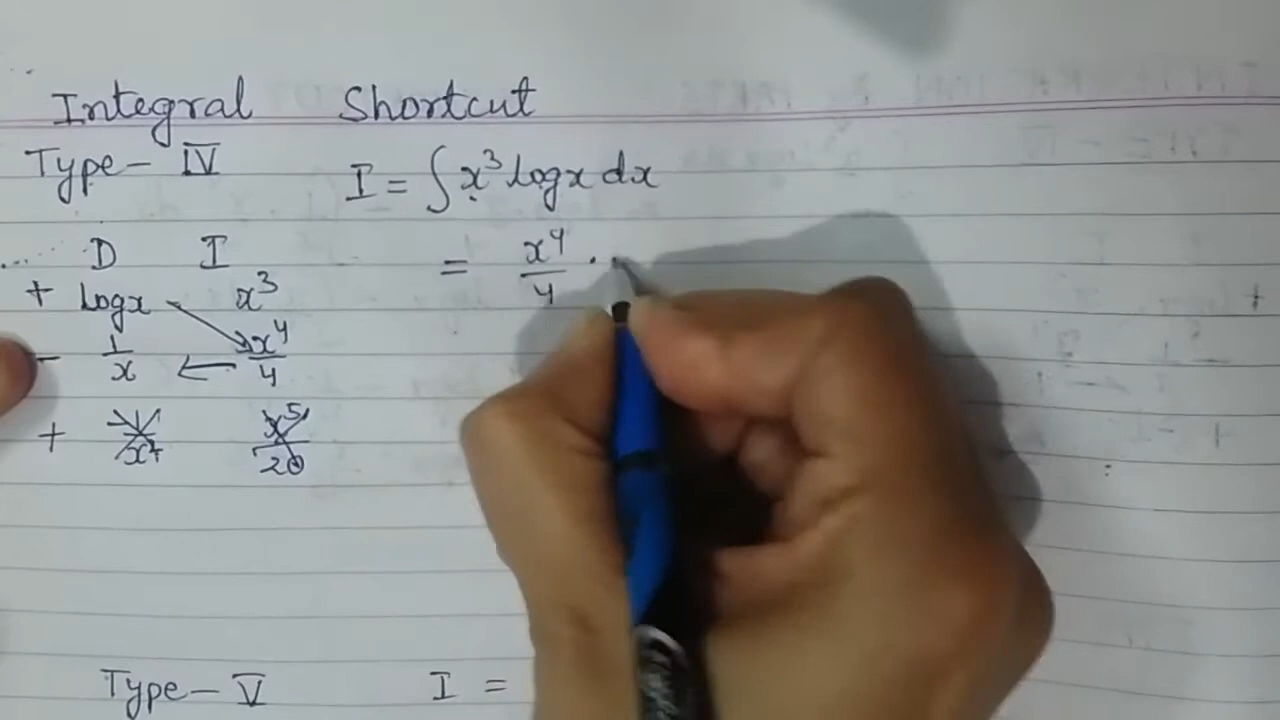 Integral Shortcut
Type - IV I = ∫ x³ logx dx
D I = x⁴/4 ·
+ logx x³
- 1/x x⁴/4
+ x⁵/20
Type - V I =